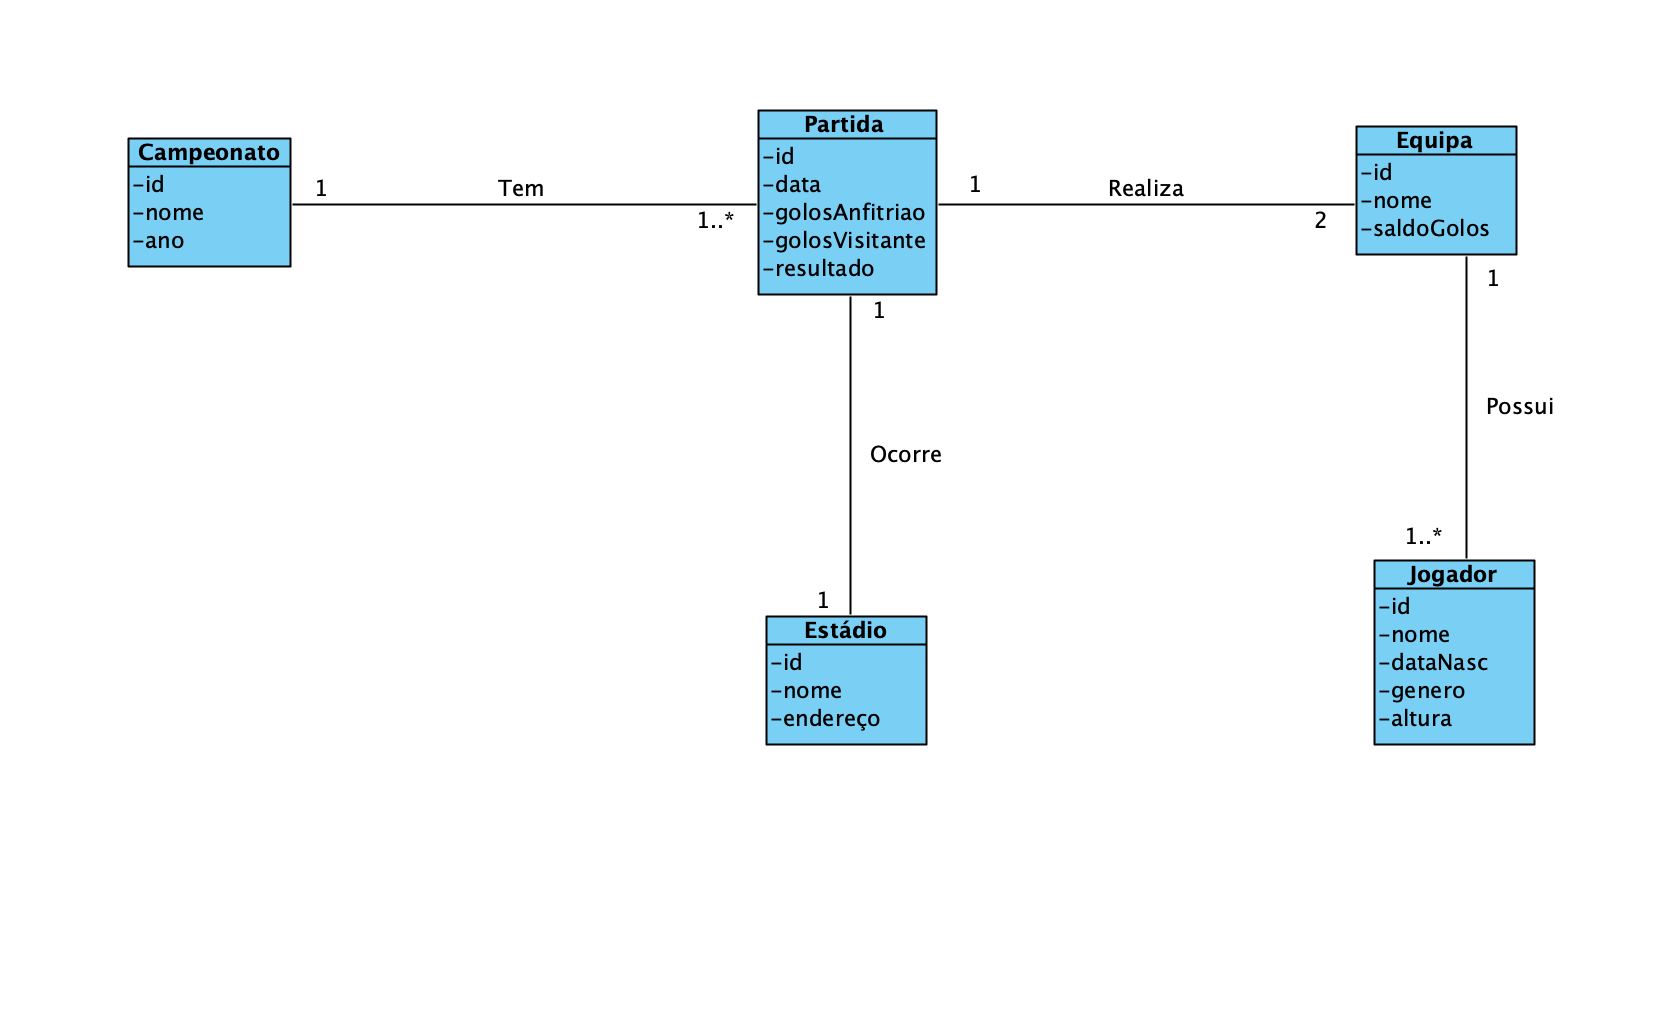 Campeonato
-id
-nome
-ano
1
Tem
1..*
Partida
-id
-data
-golosAnfitriao
-golosVisitante
-resultado
1
Realiza
2
Equipa
-id
-nome
-saldoGolos
1
Ocorre
1
Estádio
-id
-nome
-endereço
1
Possui
1..*
Jogador
-id
-nome
-dataNasc
-genero
-altura